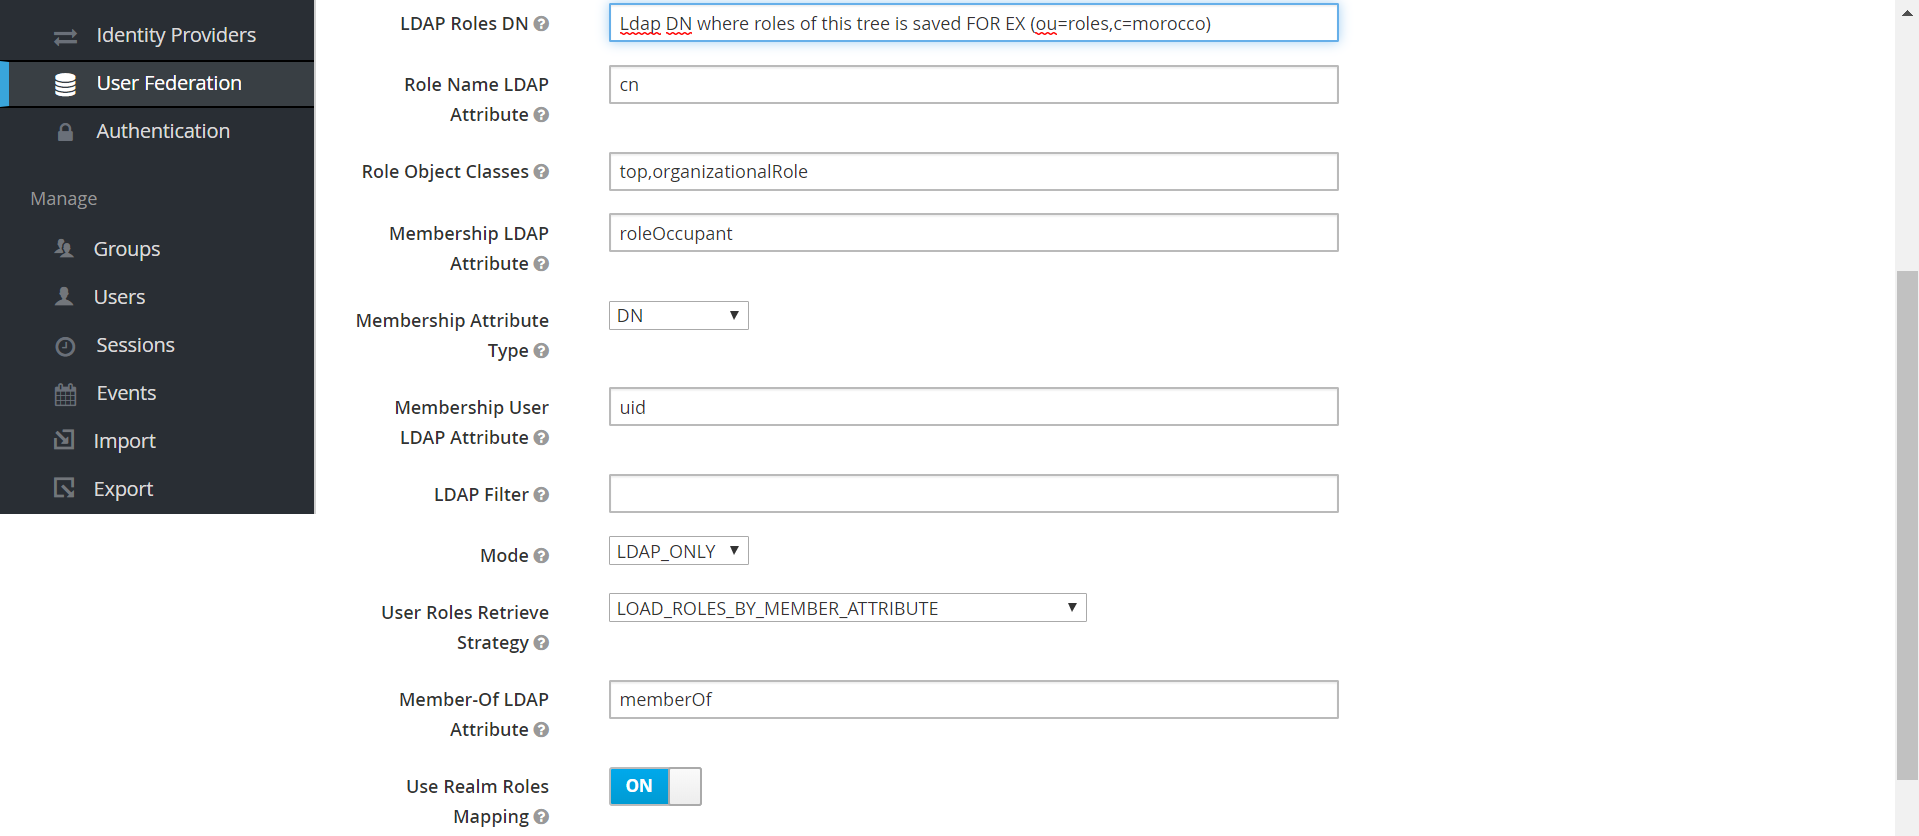 Identity Providers
User Federation
Authentication
Manage
Groups
Users
Sessions
Events
Import
Export
LDAP Roles DN
Ldap DN where roles of this tree is saved FOR EX (ou=roles,c=morocco)
Role Name LDAP
Attribute
cn
Role Object Classes
top,organizationalRole
Membership LDAP
Attribute
roleOccupant
Membership Attribute
Type
DN
Membership User
LDAP Attribute
uid
LDAP Filter
Mode
LDAP_ONLY
User Roles Retrieve
Strategy
LOAD_ROLES_BY_MEMBER_ATTRIBUTE
Member-Of LDAP
Attribute
memberOf
Use Realm Roles
Mapping
ON